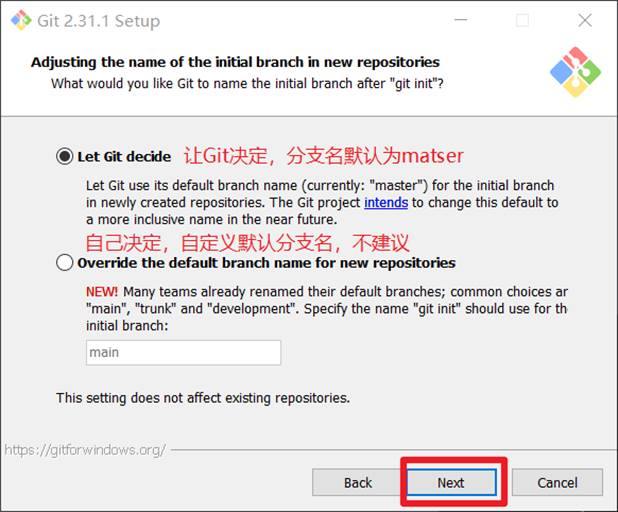 Git 2.31.1 Setup
Adjusting the name of the initial branch in new repositories
What would you like Git to name the initial branch after "git init"?
Let Git decide 让Git决定，分支名默认为matser
Let Git use its default branch name (currently: "master") for the initial branch
in newly created repositories. The Git project intends to change this default to
a more inclusive name in the near future.
自己决定，自定义默认分支名，不建议
Override the default branch name for new repositories
NEW! Many teams already renamed their default branches; common choices ar
"main", "trunk" and "development". Specify the name "git init" should use for the
initial branch:
main
This setting does not affect existing repositories.
https://gitforwindows.org/
Back Next Cancel